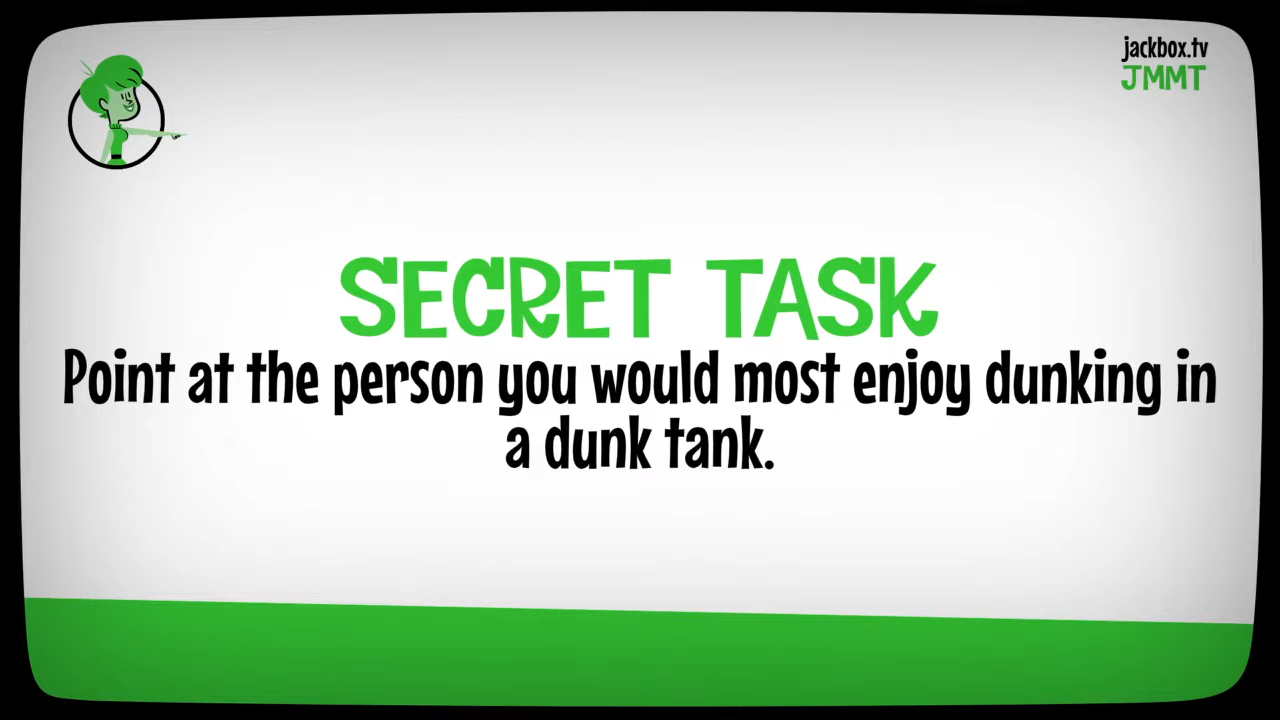 jackbox.tv
JMMT
SECRET TASK
Point at the person you would most enjoy dunking in
a dunk tank.